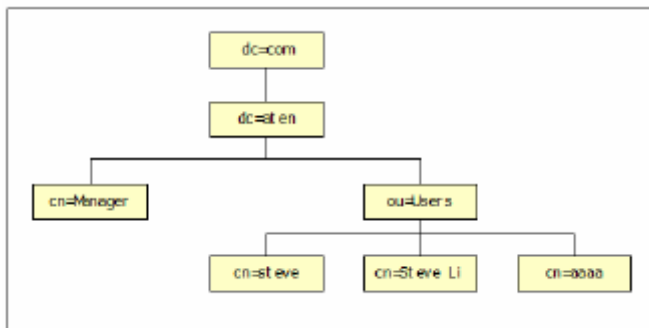 dc=com
dc=aten
cn=Manager
ou=Users
cn=steve
cn=Steve Li
cn=aaaa